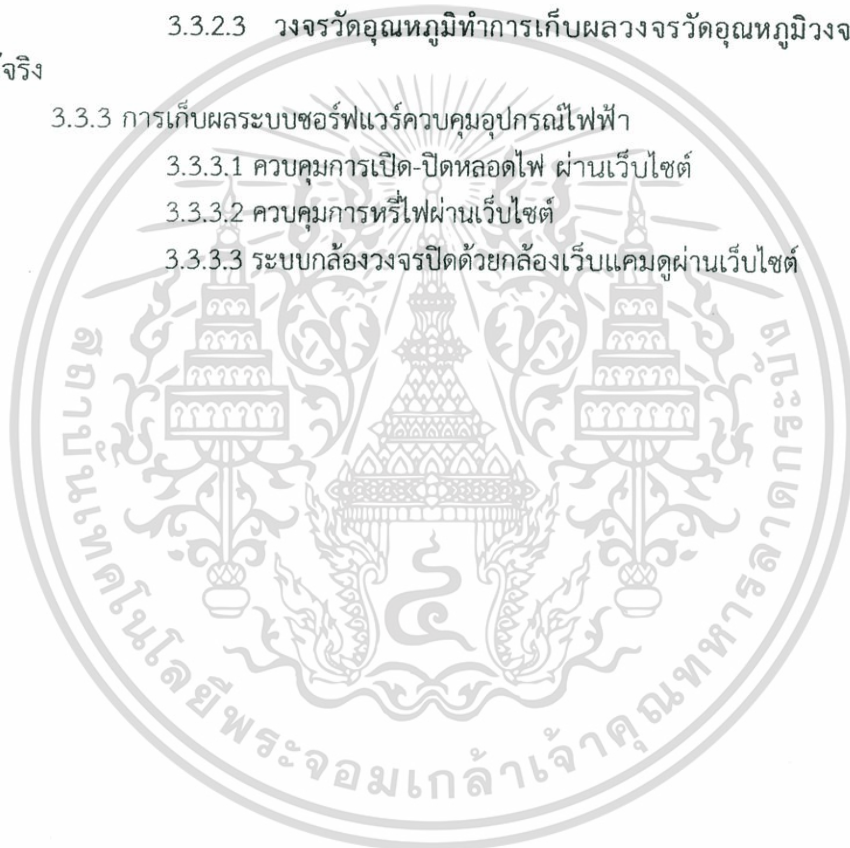 3.3.2.3 วงจรวัดอุณหภูมิทำการเก็บผลวงจรวัดอุณหภูมิวงจ
จริง
3.3.3 การเก็บผลระบบซอร์ฟแวร์ควบคุมอุปกรณ์ไฟฟ้า
3.3.3.1 ควบคุมการเปิด-ปิดหลอดไฟ ผ่านเว็บไซต์
3.3.3.2 ควบคุมการหรี่ไฟผ่านเว็บไซต์
3.3.3.3 ระบบกล้องวงจรปิดด้วยกล้องเว็บแคมดูผ่านเว็บไซต์
สถาบันเทคโนโลยีพระจอมเกล้าเจ้าคุณทหารลาดกระบัง